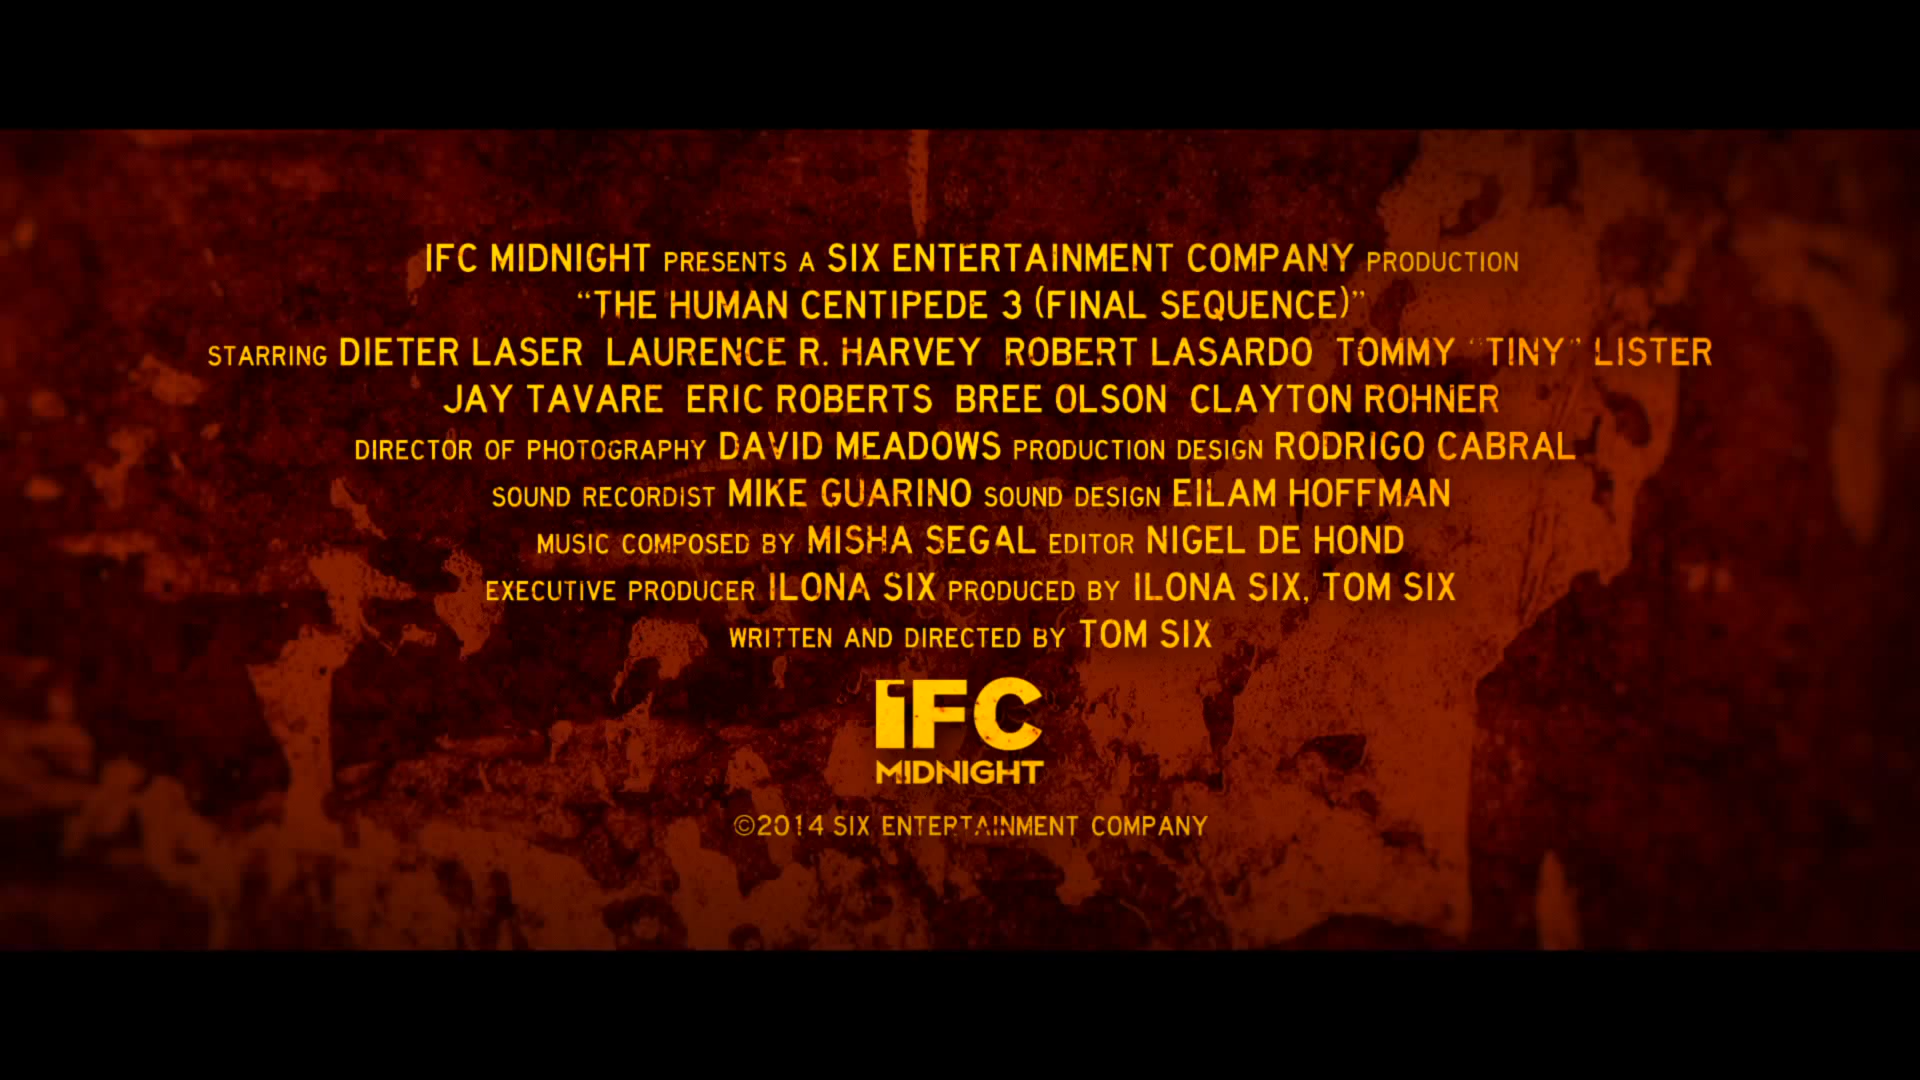 IFC MIDNIGHT PRESENTS A SIX ENTERTAINMENT COMPANY PRODUCTION
“THE HUMAN CENTIPEDE 3 (FINAL SEQUENCE)”
STARRING DIETER LASER LAURENCE R. HARVEY ROBERT LASARDO TOMMY “TINY” LISTER
JAY TAVARE ERIC ROBERTS BREE OLSON CLAYTON ROHNER
DIRECTOR OF PHOTOGRAPHY DAVID MEADOWS PRODUCTION DESIGN RODRIGO CABRAL
SOUND RECORDIST MIKE GUARINO SOUND DESIGN EILAM HOFFMAN
MUSIC COMPOSED BY MISHA SEGAL EDITOR NIGEL DE HOND
EXECUTIVE PRODUCER ILONA SIX PRODUCED BY ILONA SIX, TOM SIX
WRITTEN AND DIRECTED BY TOM SIX
iFC
MIDNIGHT
©2014 SIX ENTERTAINMENT COMPANY